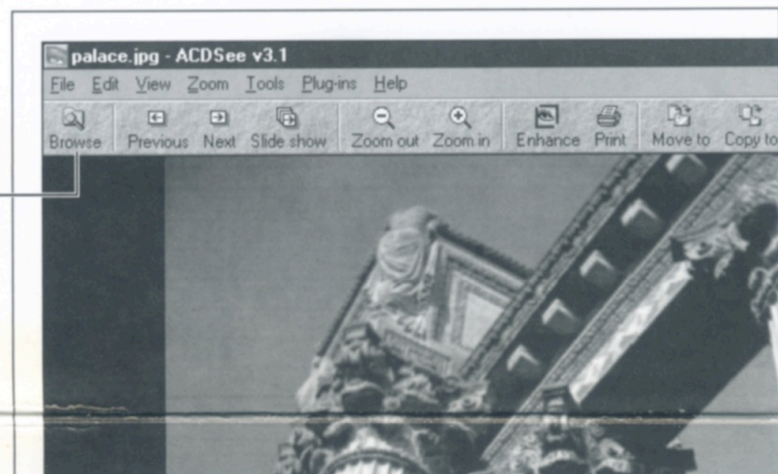 palace.jpg - ACDSee v3.1
File Edit View Zoom Tools Plug-ins Help
Browse Previous Next Slide show Zoom out Zoom in Enhance Print Move to Copy to